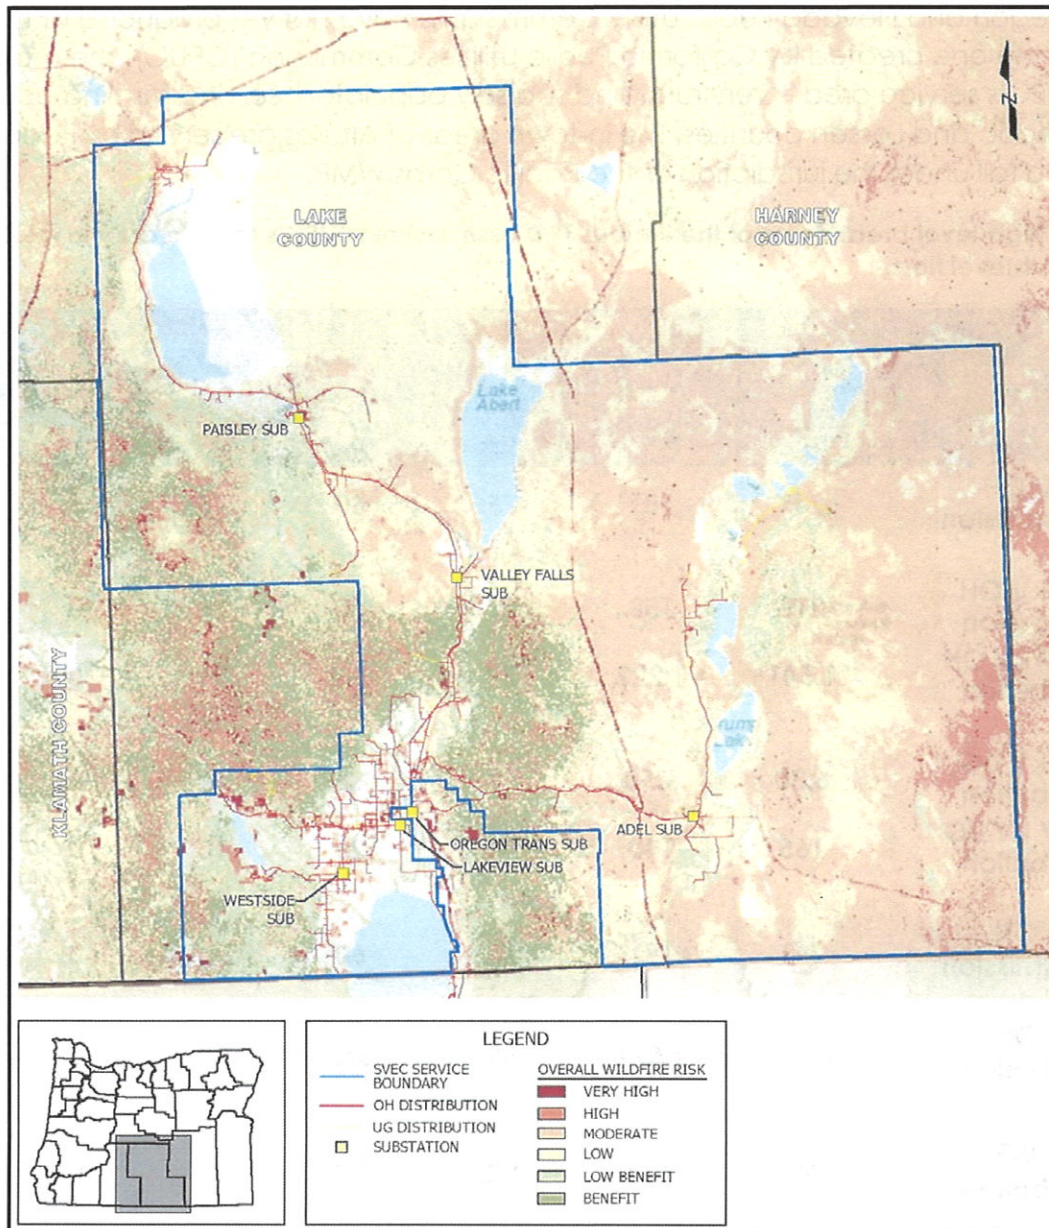 N
LAKE
COUNTY
HARNEY
COUNTY
Lake
Abert
PAISLEY SUB
VALLEY FALLS
SUB
KLAMATH COUNTY
ADEL SUB
OREGON TRANS SUB
LAKEVIEW SUB
WESTSIDE
SUB
LEGEND
SVEC SERVICE
BOUNDARY
OH DISTRIBUTION
UG DISTRIBUTION
SUBSTATION
OVERALL WILDFIRE RISK
VERY HIGH
HIGH
MODERATE
LOW
LOW BENEFIT
BENEFIT